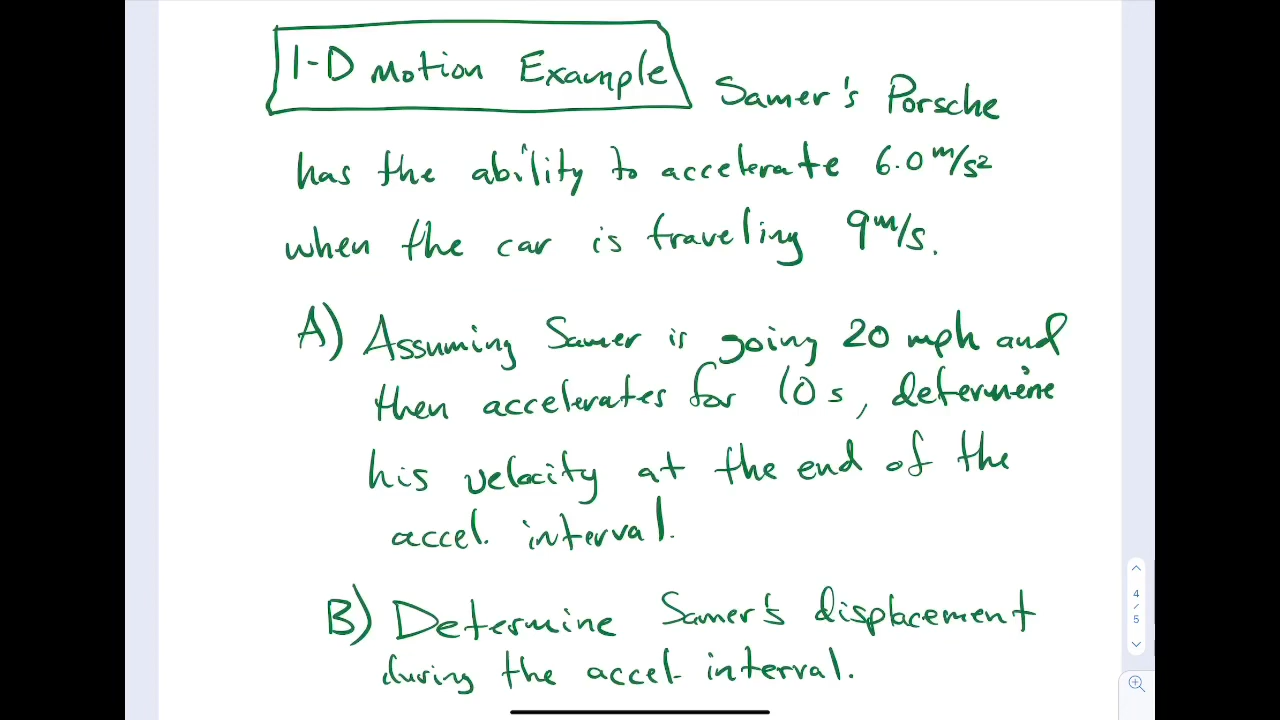 1-D Motion Example
Samer's Porsche
has the ability to accelerate 6.0 m/s²
when the car is traveling 9 m/s.
A) Assuming Samer is going 20 mph and
then accelerates for 10 s, determine
his velocity at the end of the
accel. interval.
B) Determine Samer's displacement
during the accel. interval.
4
/
5